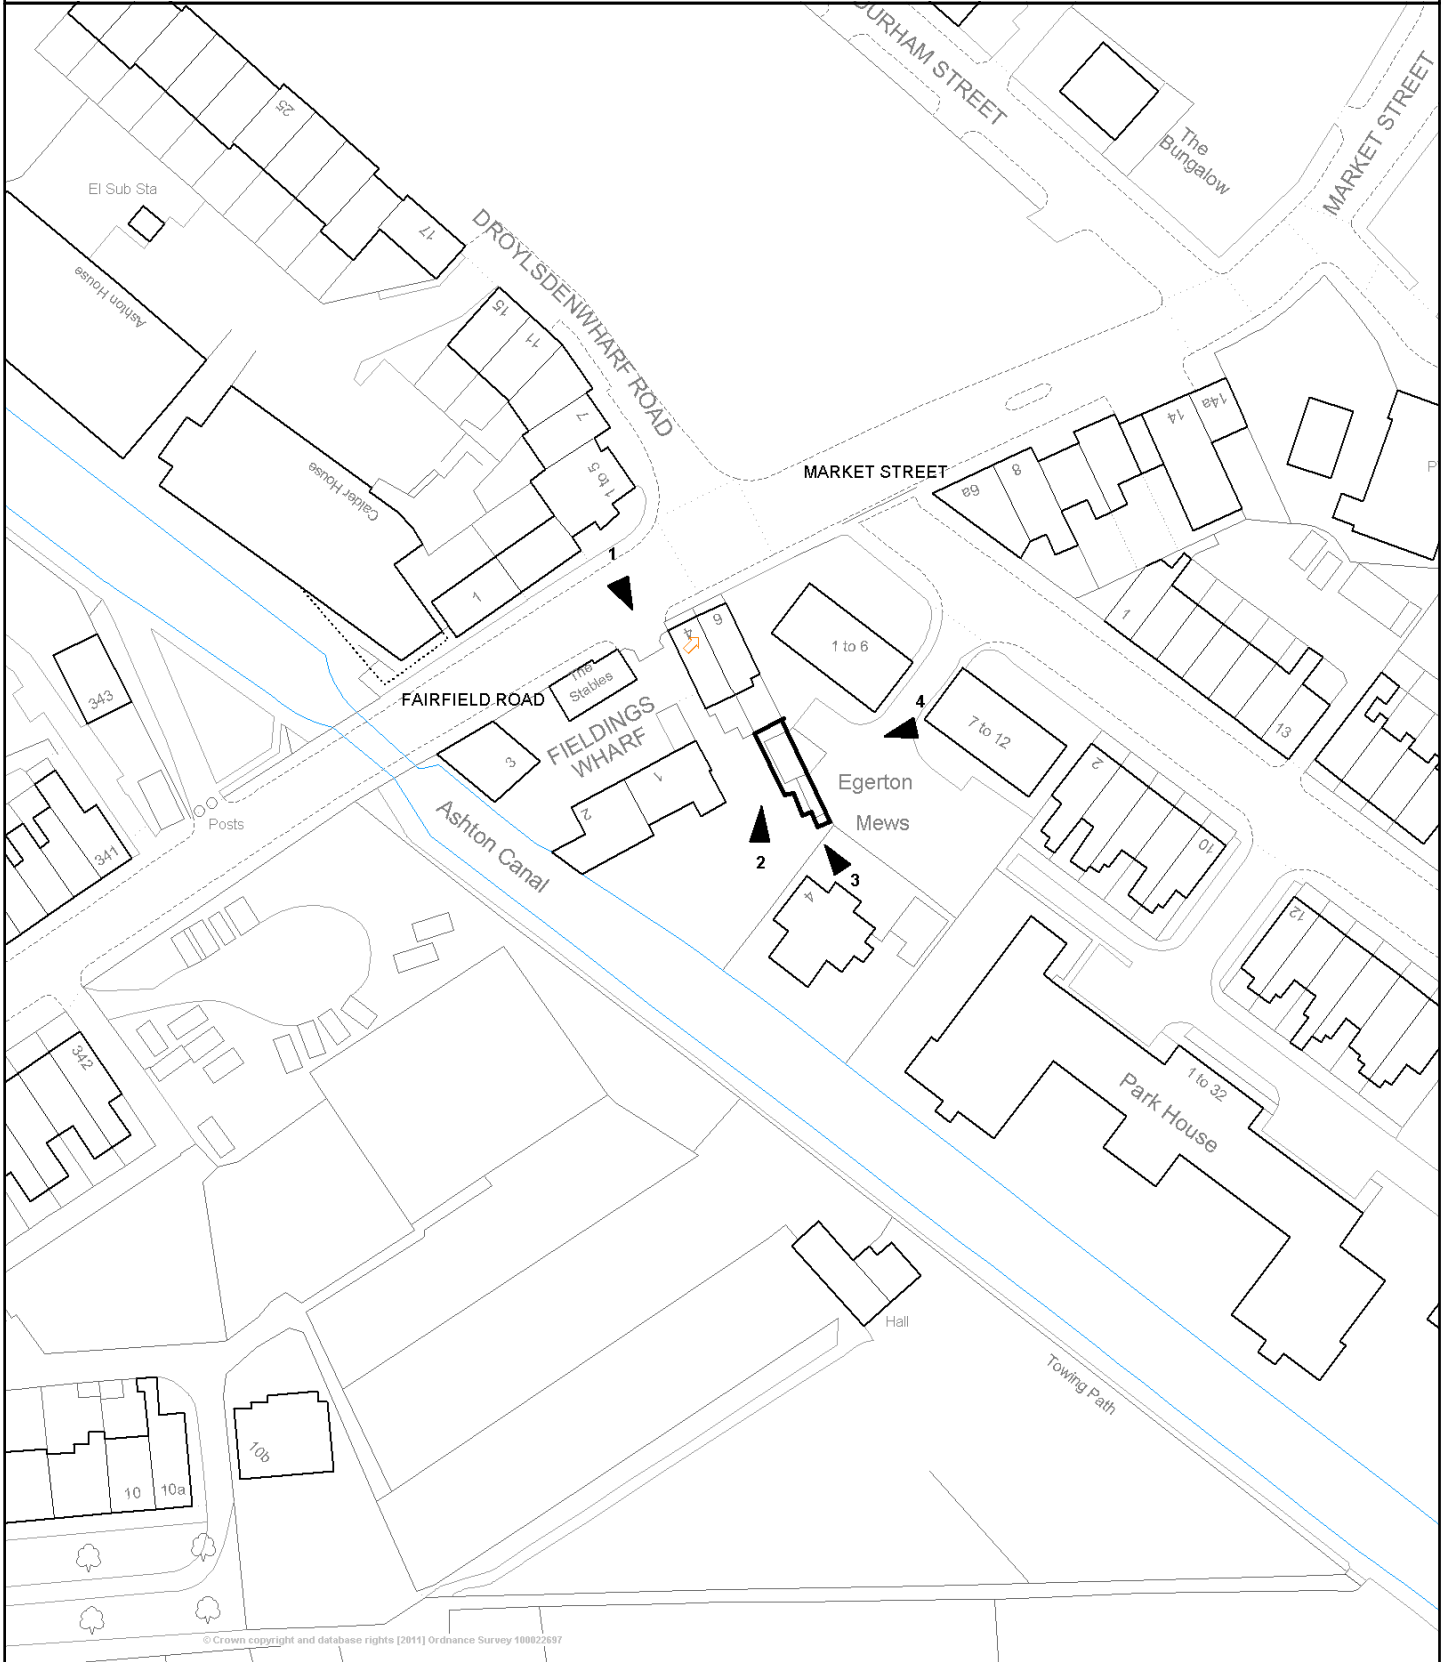 DURHAM STREET
MARKET STREET
The
Bungalow
25
El Sub Sta
17
Ashton House
DROYLSDENWHARF ROAD
15
11
7
1 to 5
Calder House
1
MARKET STREET
14a
14
8
6a
P
1
1
13
6
4
1 to 6
The
Stables
FAIRFIELD ROAD
FIELDINGS
WHARF
3
1
2
4
7 to 12
2
10
12
Egerton
Mews
343
Posts
341
Ashton Canal
2
3
4
342
1 to 32
Park House
Hall
Towing Path
10b
10
10a
© Crown copyright and database rights [2011] Ordnance Survey 100022697